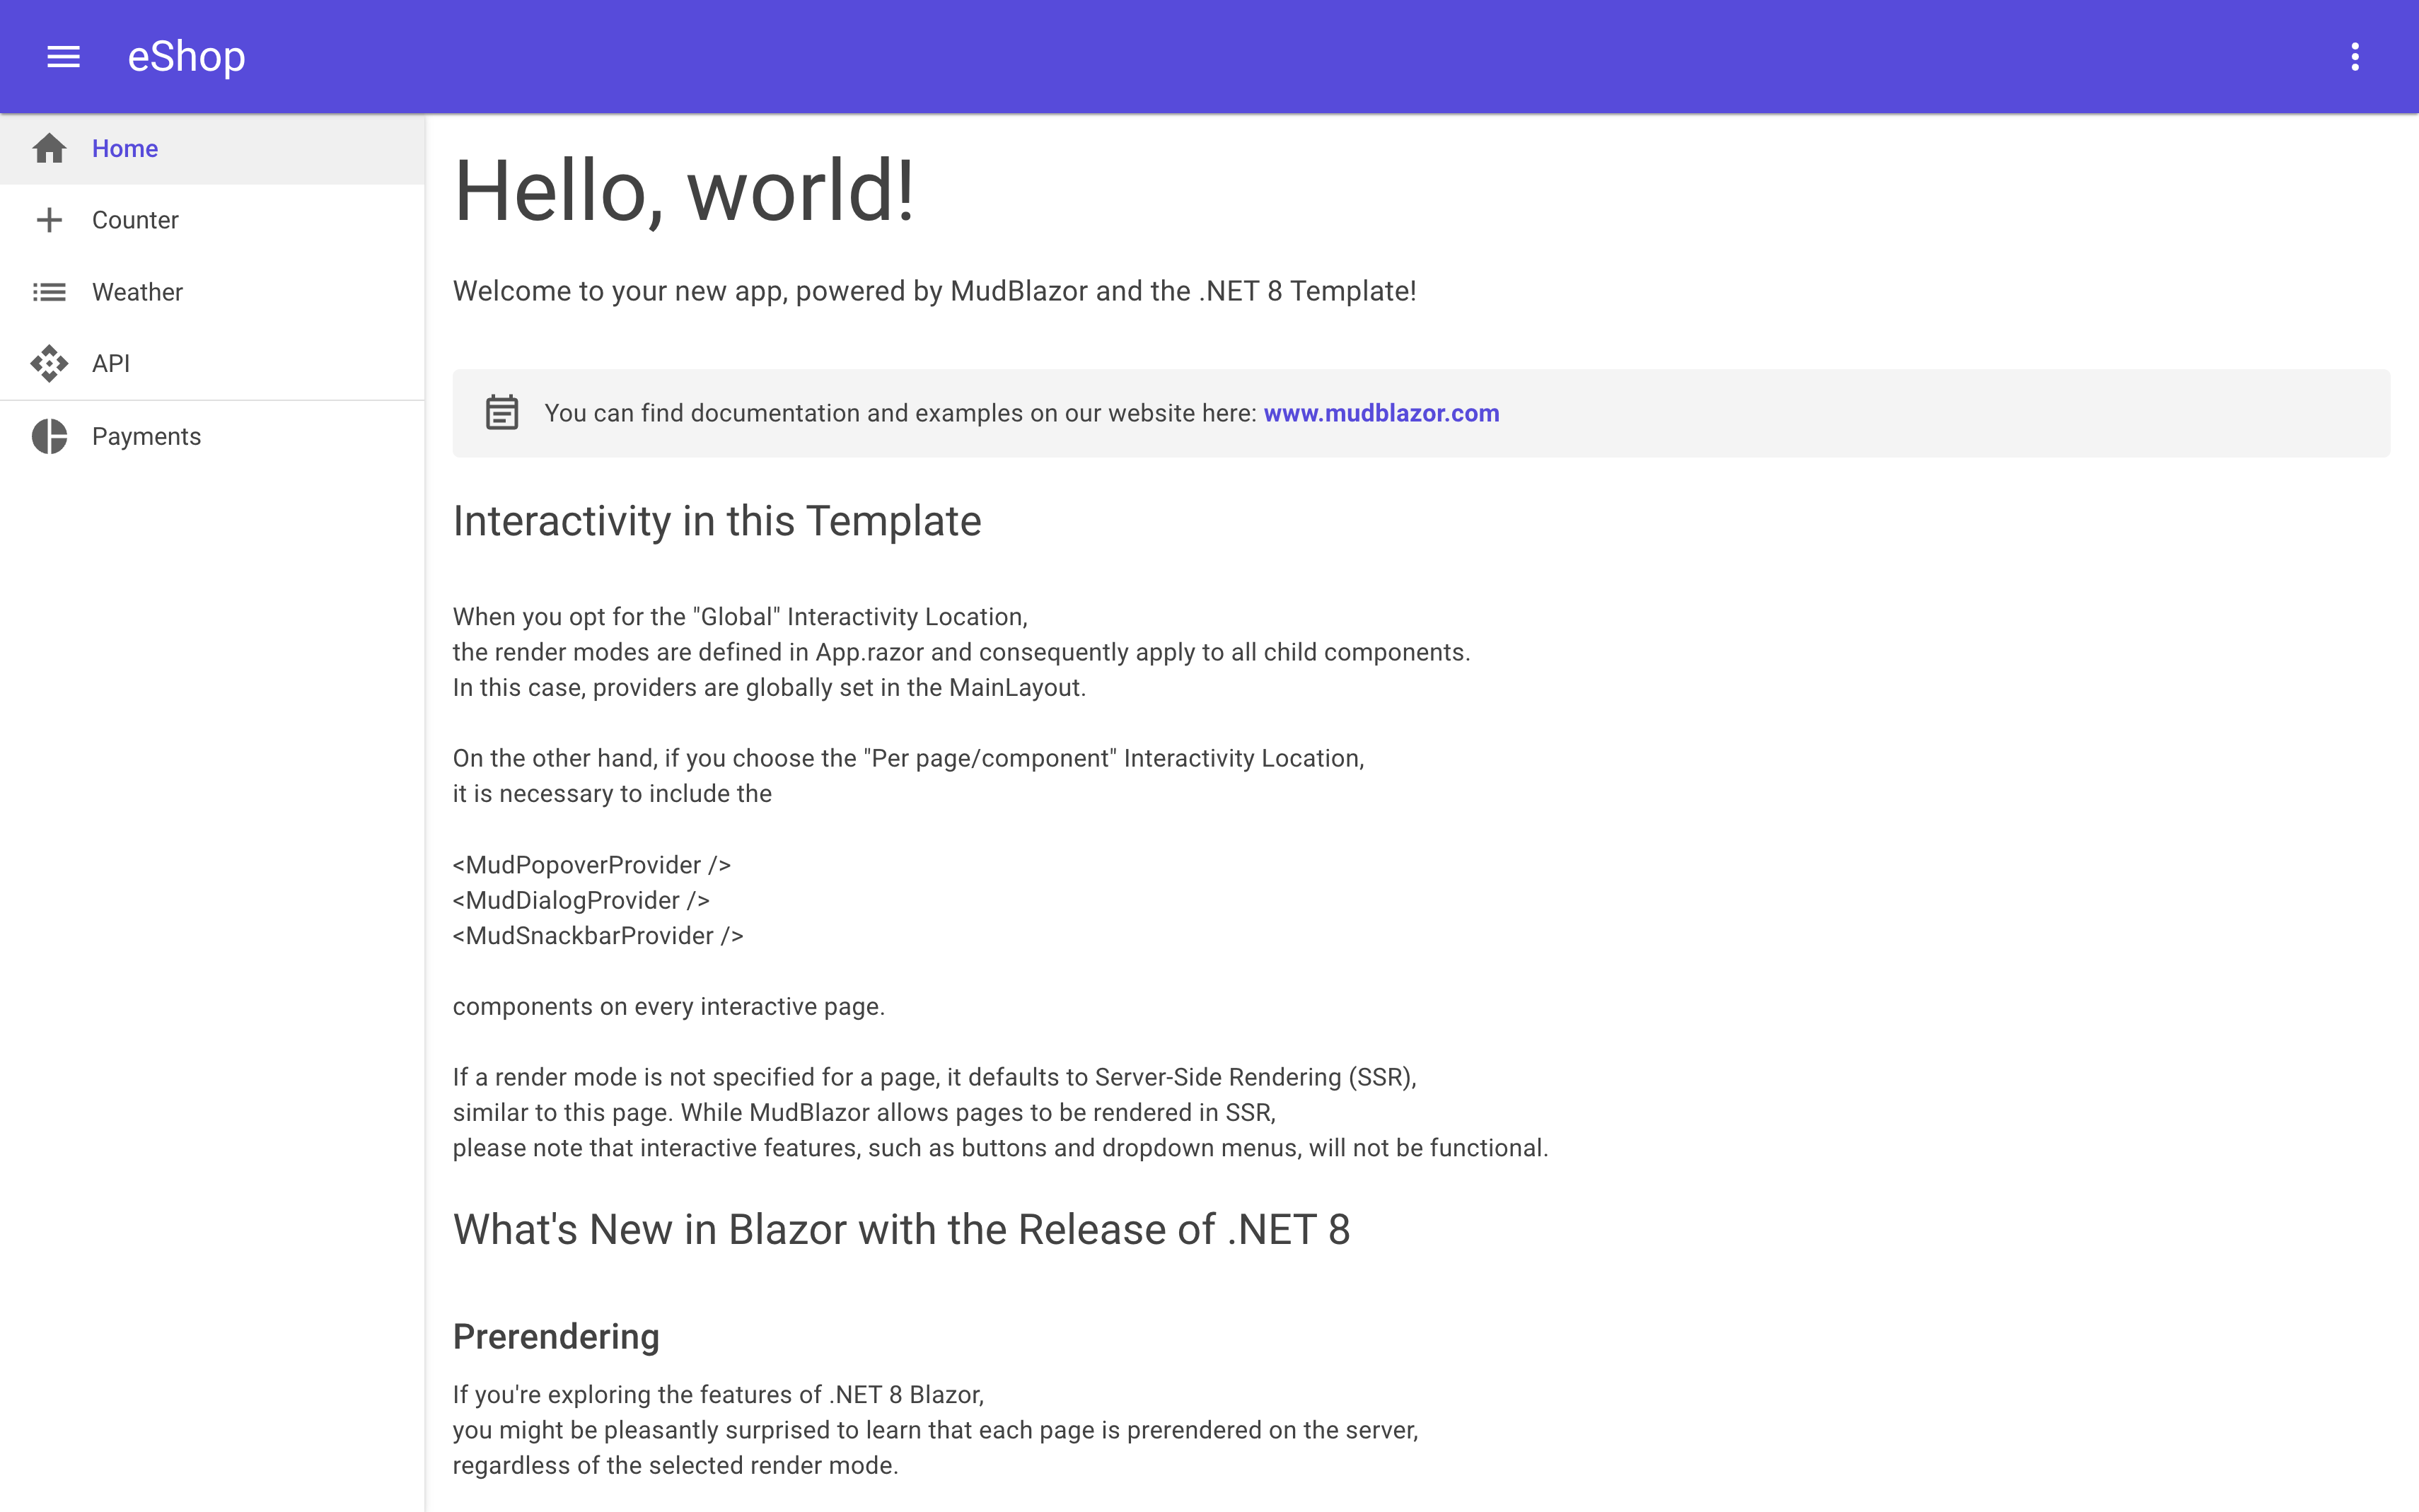 eShop
Home
Counter
Weather
API
Payments
Hello, world!
Welcome to your new app, powered by MudBlazor and the .NET 8 Template!
You can find documentation and examples on our website here: www.mudblazor.com
Interactivity in this Template
When you opt for the "Global" Interactivity Location,
the render modes are defined in App.razor and consequently apply to all child components.
In this case, providers are globally set in the MainLayout.
On the other hand, if you choose the "Per page/component" Interactivity Location,
it is necessary to include the
<MudPopoverProvider />
<MudDialogProvider />
<MudSnackbarProvider />
components on every interactive page.
If a render mode is not specified for a page, it defaults to Server-Side Rendering (SSR),
similar to this page. While MudBlazor allows pages to be rendered in SSR,
please note that interactive features, such as buttons and dropdown menus, will not be functional.
What's New in Blazor with the Release of .NET 8
Prerendering
If you're exploring the features of .NET 8 Blazor,
you might be pleasantly surprised to learn that each page is prerendered on the server,
regardless of the selected render mode.